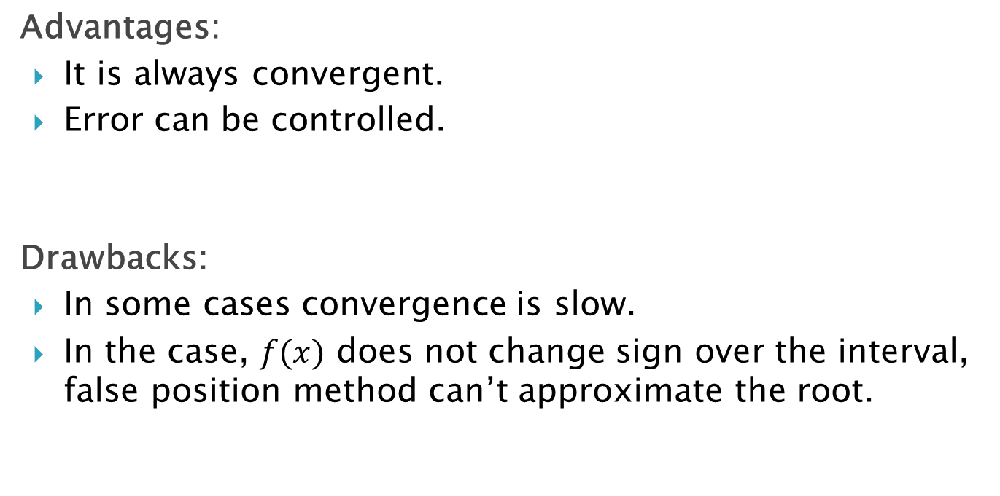 Advantages:
It is always convergent.
Error can be controlled.
Drawbacks:
In some cases convergence is slow.
In the case, f(x) does not change sign over the interval,
false position method can’t approximate the root.